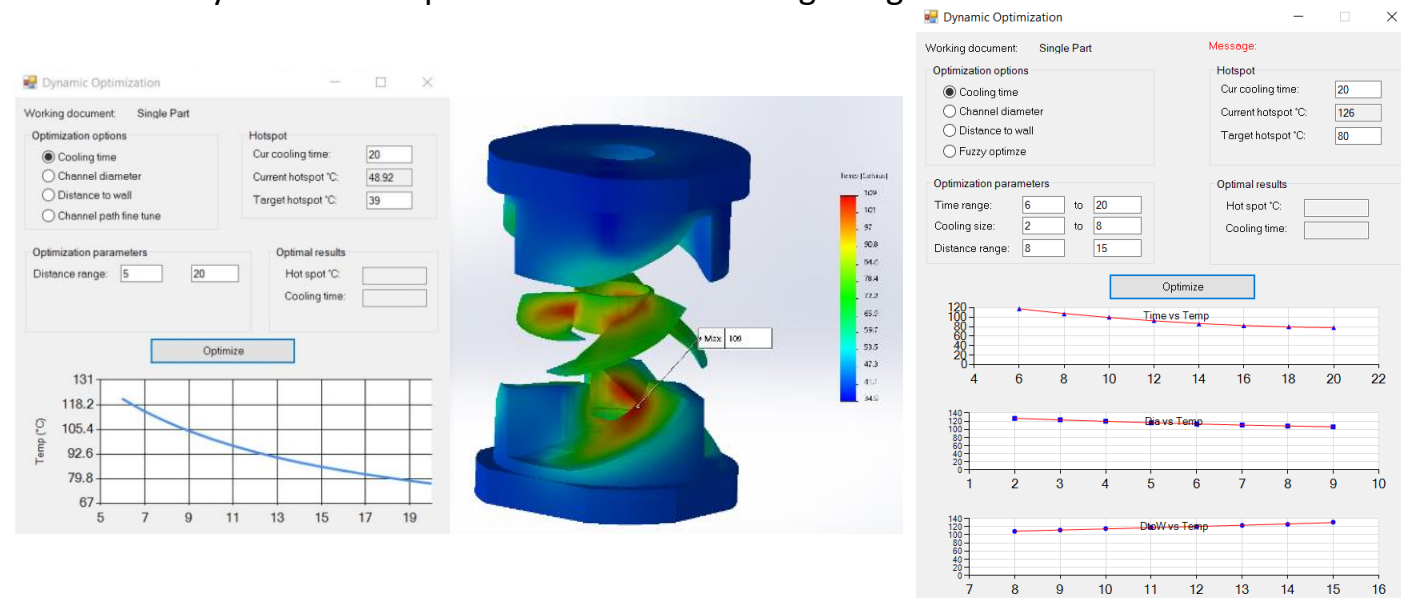 Dynamic Optimization
Working document: Single Part
Optimization options
Cooling time
Channel diameter
Distance to wall
Channel path fine tune
Hotspot
Cur cooling time: 20
Current hotspot °C: 48.92
Target hotspot °C: 39
Optimization parameters
Distance range: 5 20
Optimal results
Hot spot °C:
Cooling time:
Optimize
131
118.2
105.4
92.6
79.8
67
Temp (°C)
5 7 9 11 13 15 17 19
Temp [Celsius]
109
101
97
90.8
84.6
78.4
72.2
65.9
59.7
53.5
47.3
41.1
34.9
Max 109
Dynamic Optimization
Working document: Single Part
Message:
Optimization options
Cooling time
Channel diameter
Distance to wall
Fuzzy optimze
Hotspot
Cur cooling time: 20
Current hotspot °C: 126
Target hotspot °C: 80
Optimization parameters
Time range: 6 to 20
Cooling size: 2 to 8
Distance range: 8 15
Optimal results
Hot spot °C:
Cooling time:
Optimize
Time vs Temp
120
100
80
60
40
20
0
4 6 8 10 12 14 16 18 20 22
Dia vs Temp
140
120
100
80
60
40
20
0
1 2 3 4 5 6 7 8 9 10
DtoW vs Temp
140
120
100
80
60
40
20
0
7 8 9 10 11 12 13 14 15 16